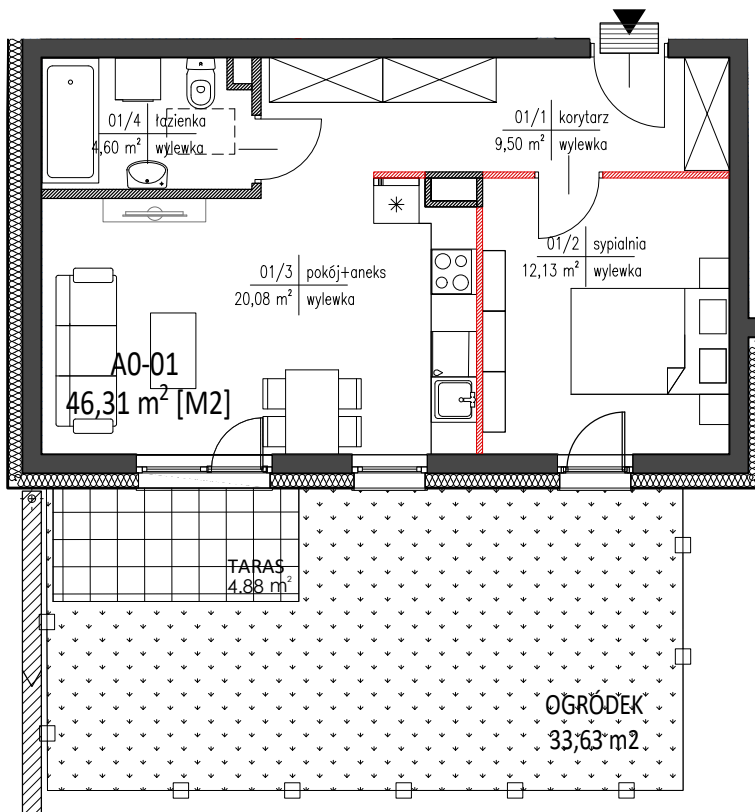 01/4 łazienka
4,60 m² wylewka
01/1 korytarz
9,50 m² wylewka
01/2 sypialnia
12,13 m² wylewka
01/3 pokój+aneks
20,08 m² wylewka
A0-01
46,31 m² [M2]
TARAS
4.88 m²
OGRÓDEK
33,63 m2